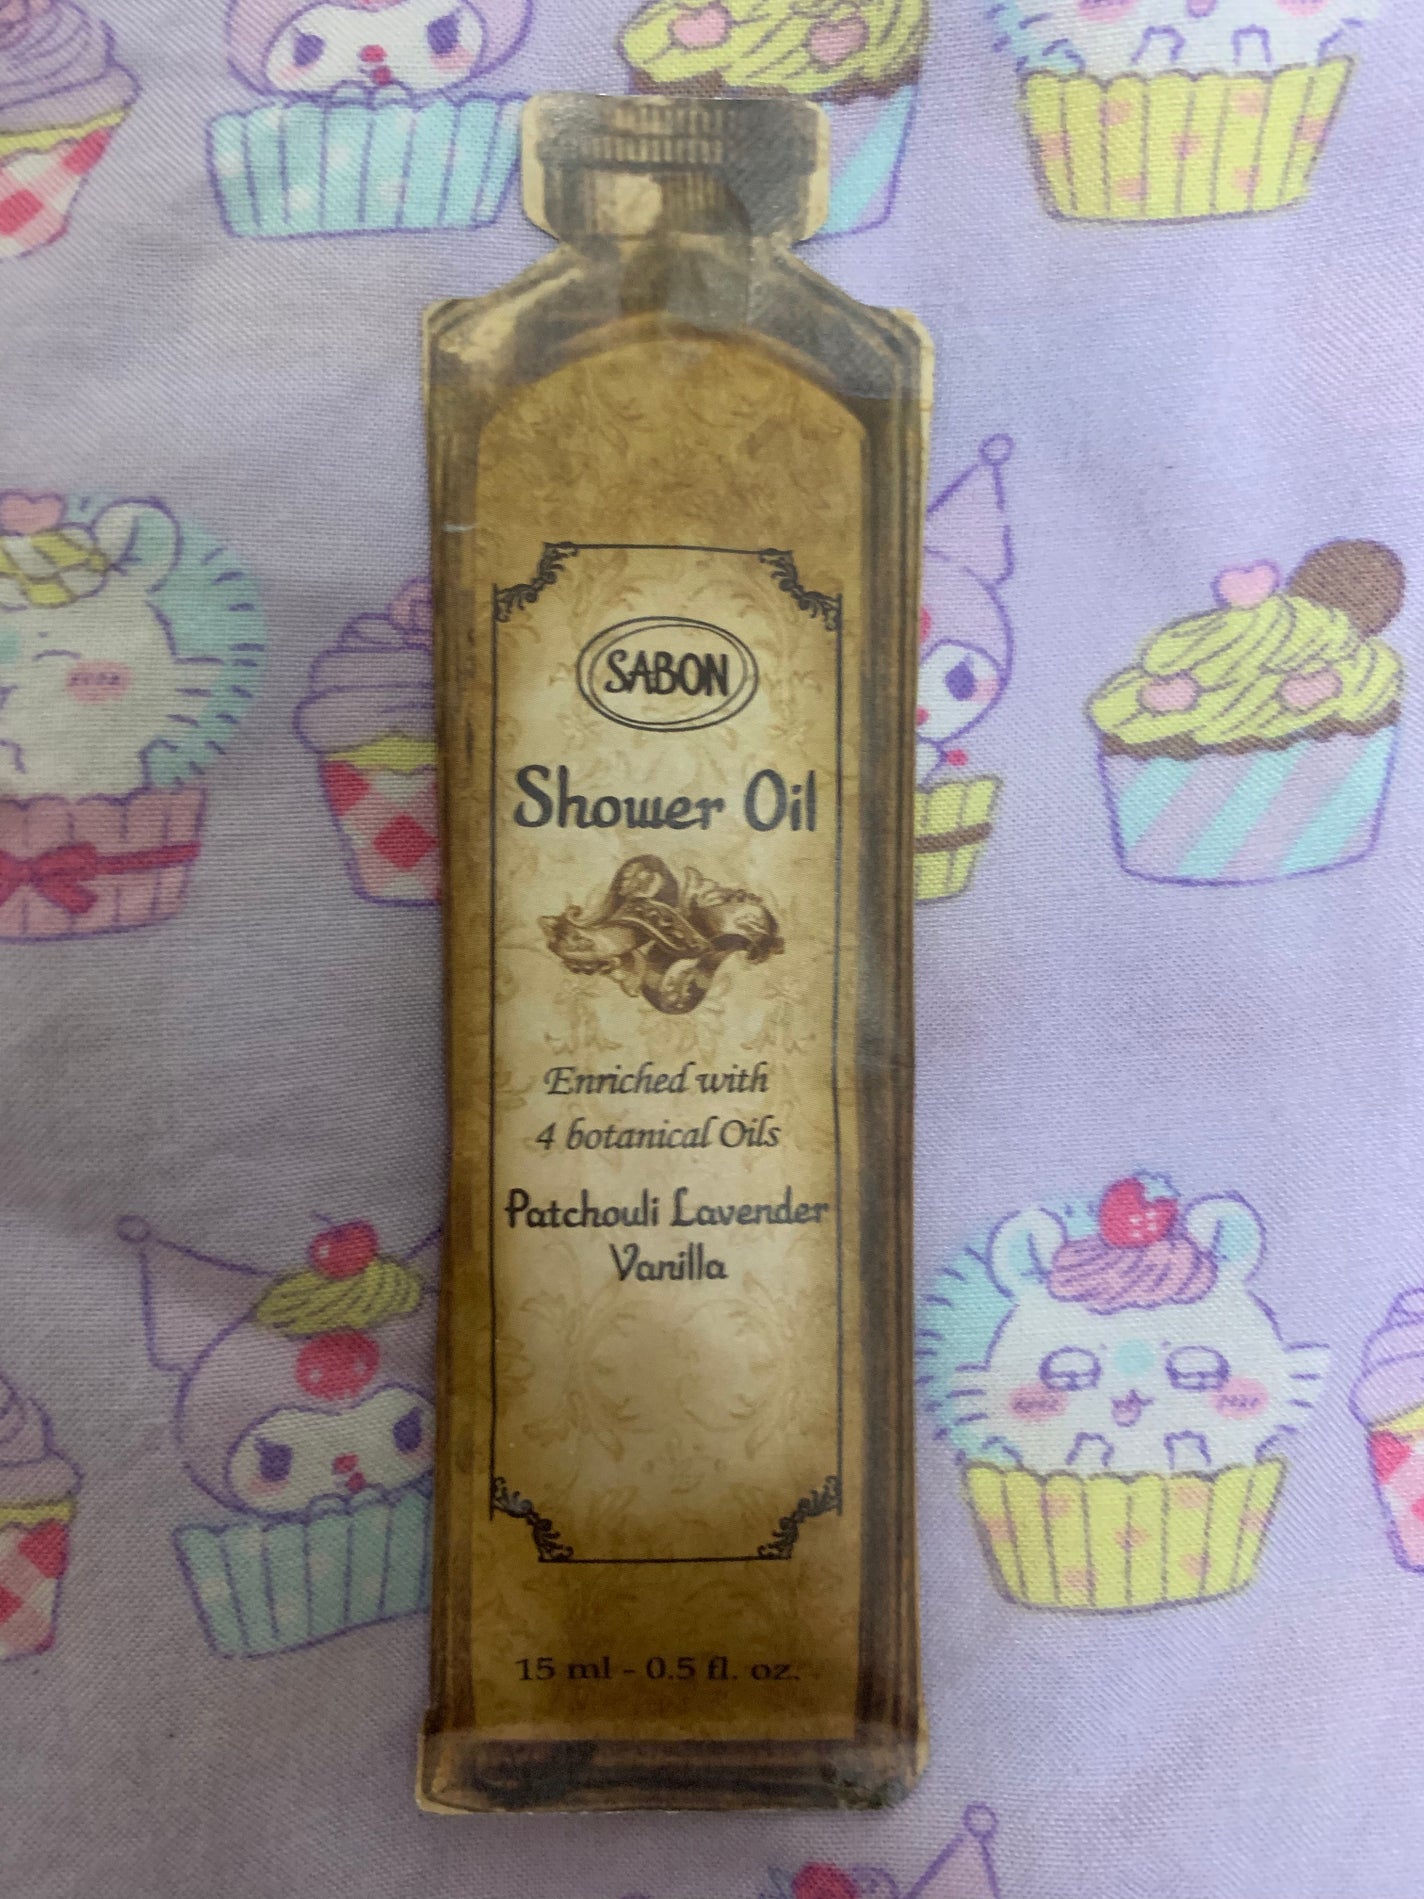 SABON
Shower Oil
Enriched with
4 botanical Oils
Patchouli Lavender
Vanilla
15 ml - 0.5 fl. oz.